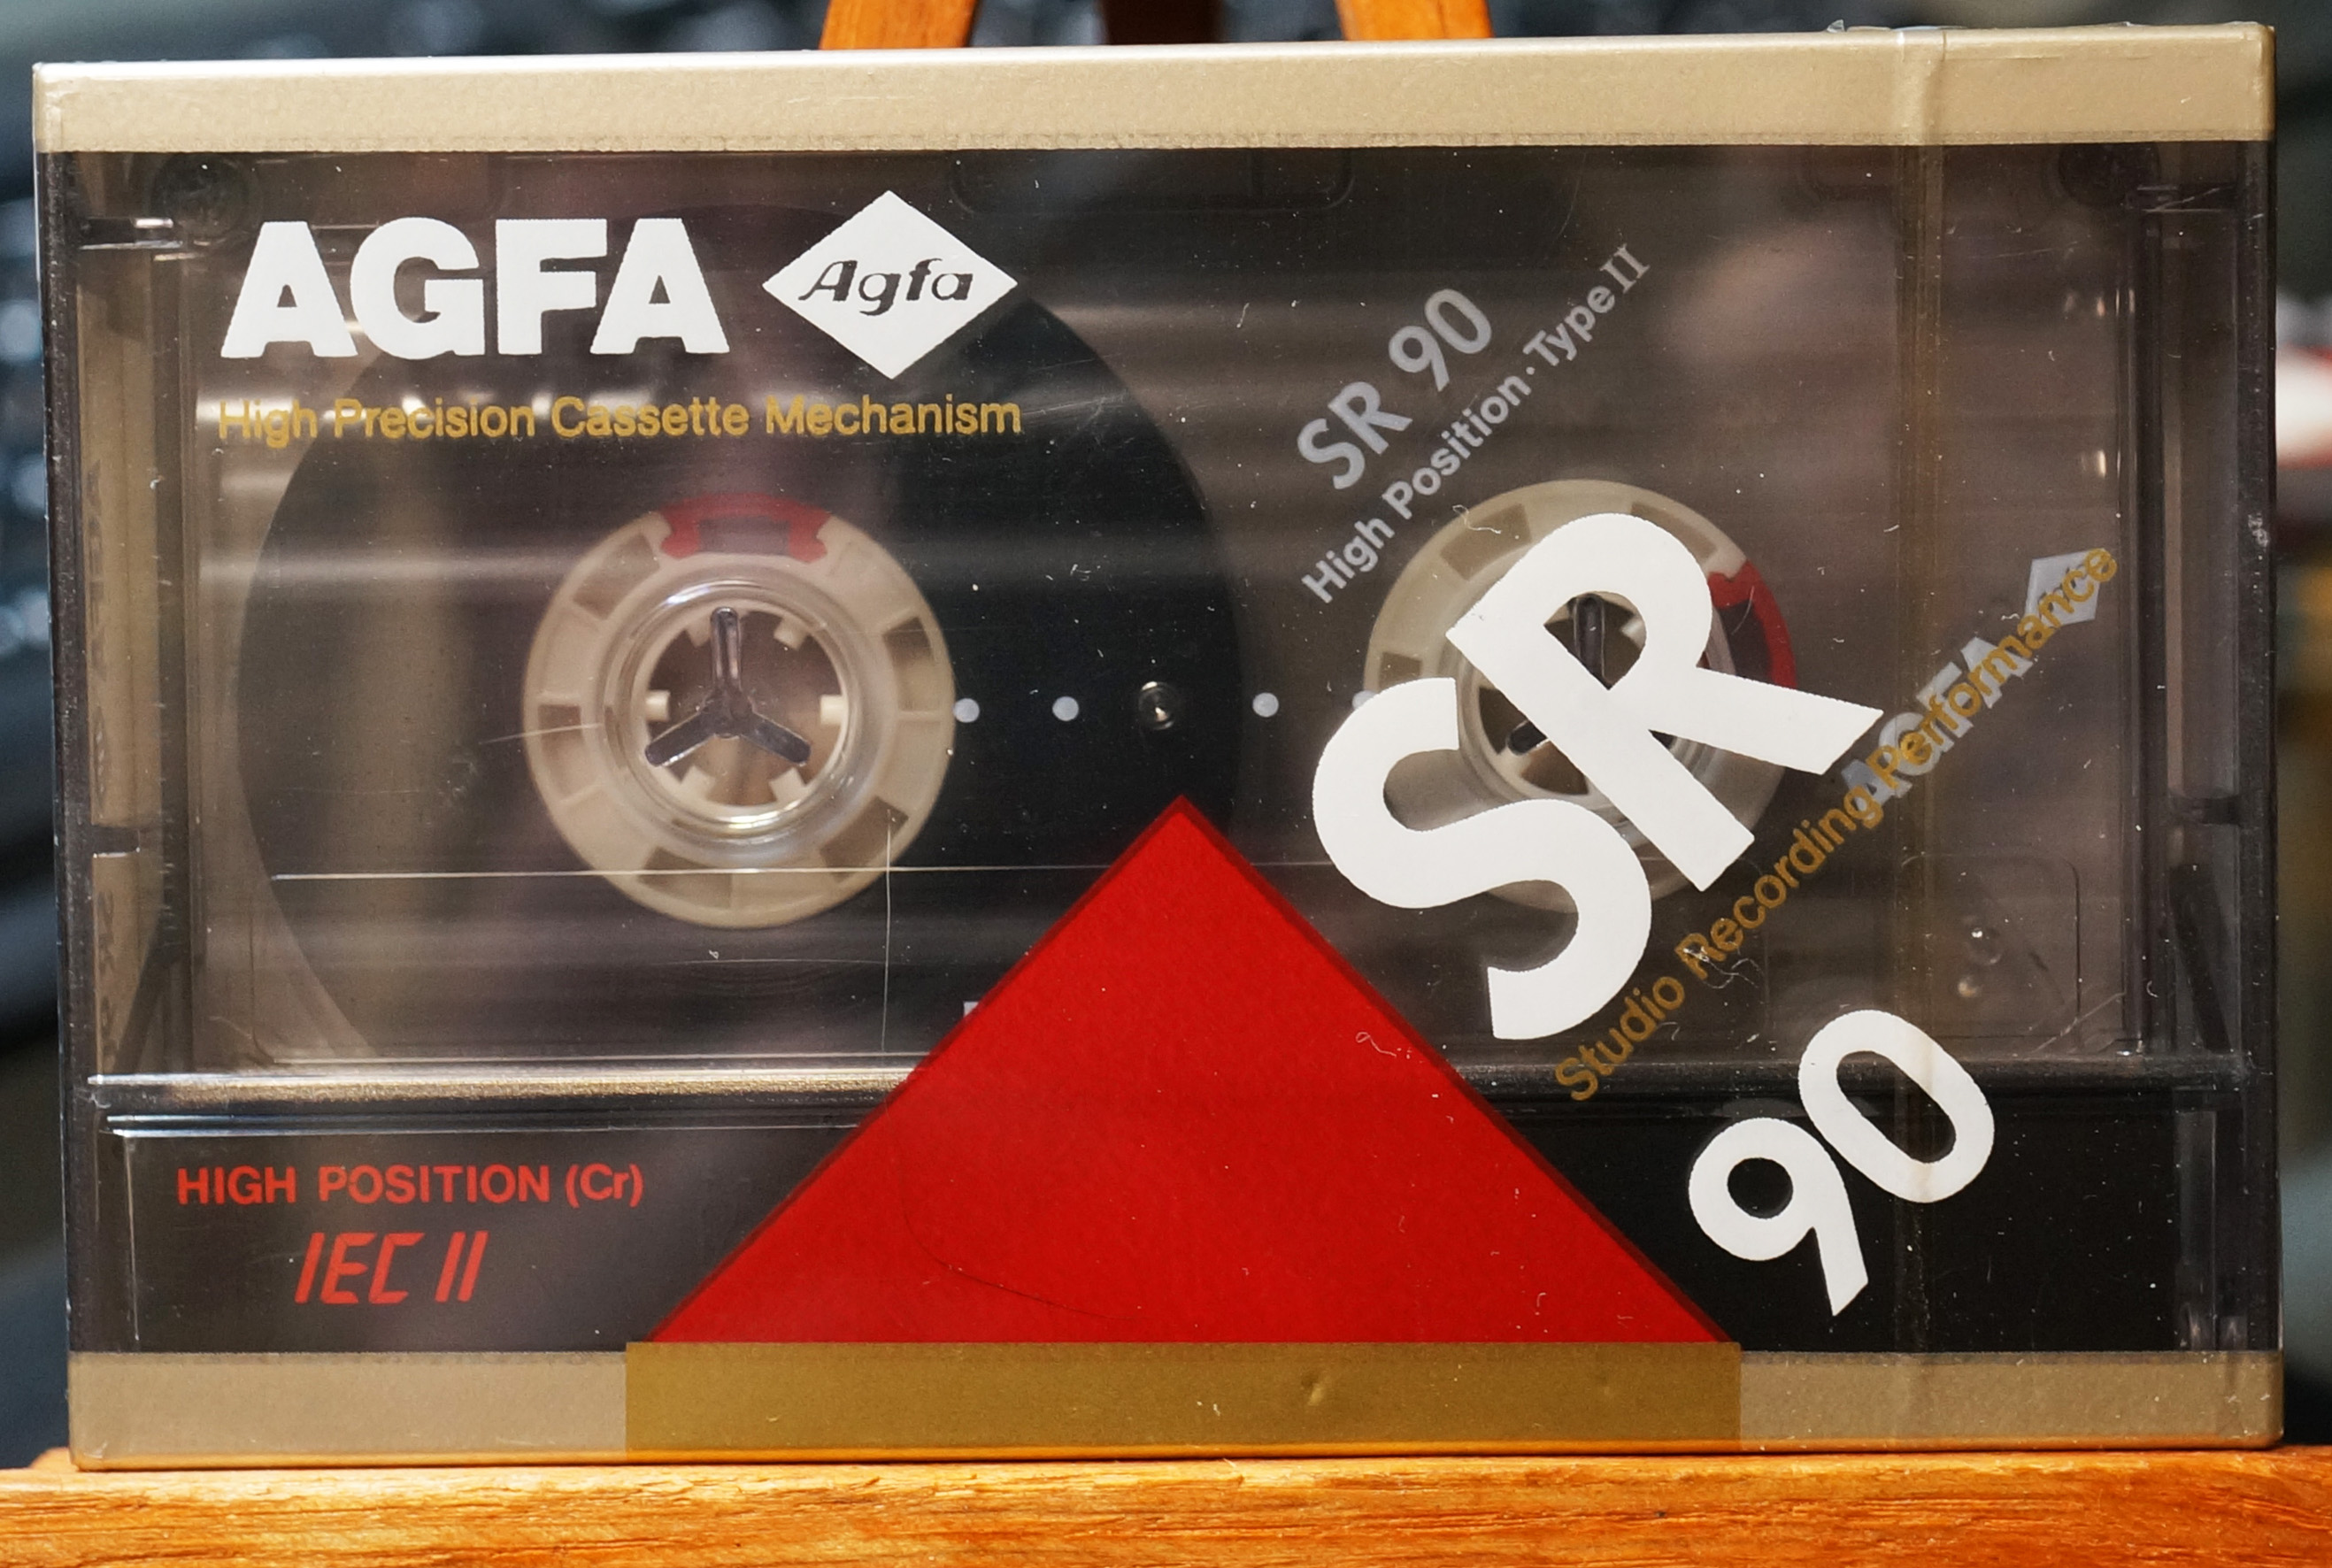 AGFA
Agfa
High Precision Cassette Mechanism
SR 90
High Position · Type II
SR
AGFA
Studio Recording Performance
90
HIGH POSITION (Cr)
IEC II